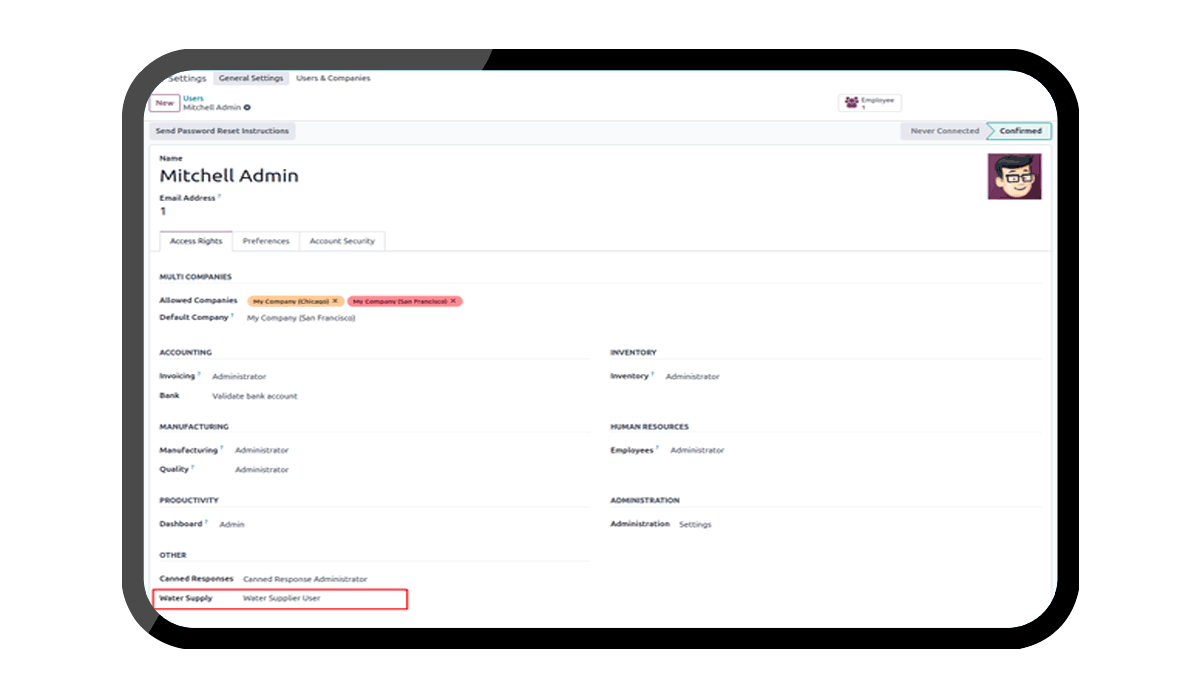 Settings General Settings Users & Companies
New Users
Mitchell Admin
Employee
1
Send Password Reset Instructions
Never Connected Confirmed
Name
Mitchell Admin
Email Address ?
1
Access Rights Preferences Account Security
MULTI COMPANIES
Allowed Companies My Company (Chicago) × My Company (San Francisco) ×
Default Company ? My Company (San Francisco)
ACCOUNTING
Invoicing ? Administrator
Bank Validate bank account
INVENTORY
Inventory ? Administrator
MANUFACTURING
Manufacturing ? Administrator
Quality ? Administrator
HUMAN RESOURCES
Employees ? Administrator
PRODUCTIVITY
Dashboard ? Admin
ADMINISTRATION
Administration Settings
OTHER
Canned Responses Canned Response Administrator
Water Supply Water Supplier User